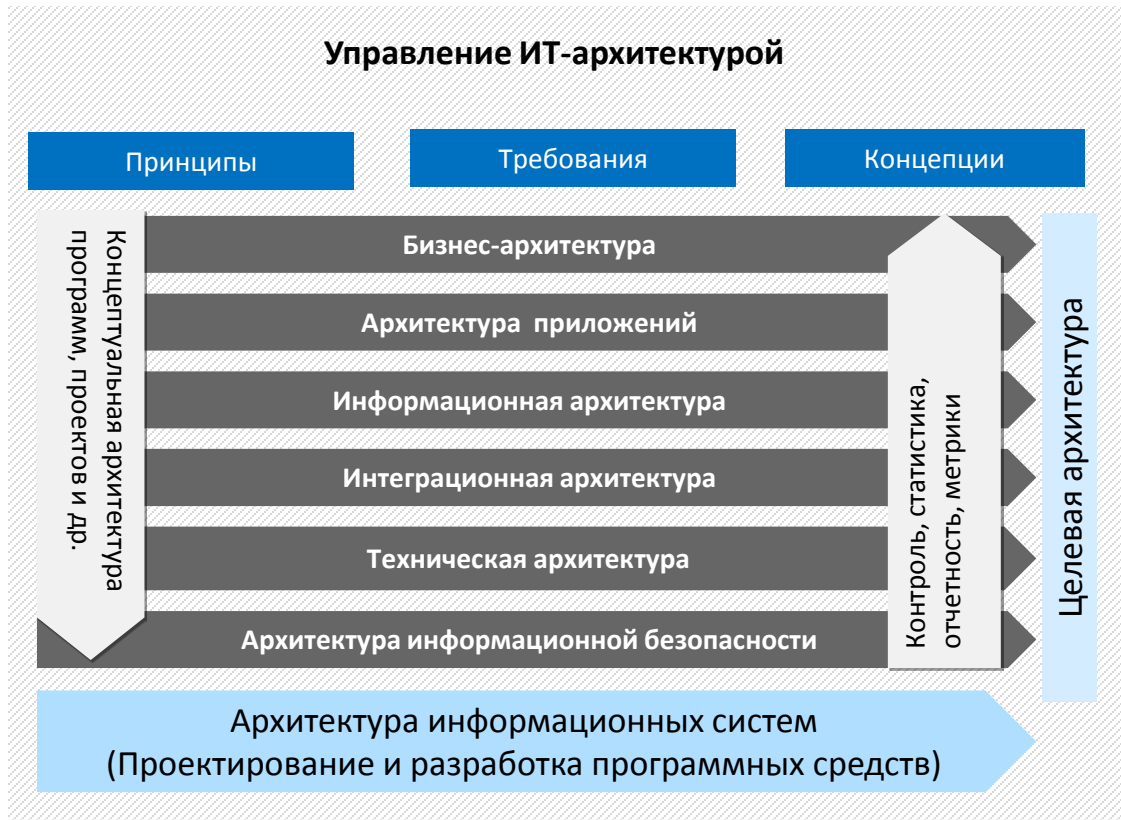 Управление ИТ-архитектурой
Принципы
Требования
Концепции
Концептуальная архитектура
программ, проектов и др.
Бизнес-архитектура
Архитектура приложений
Информационная архитектура
Интеграционная архитектура
Техническая архитектура
Архитектура информационной безопасности
Контроль, статистика,
отчетность, метрики
Целевая архитектура
Архитектура информационных систем
(Проектирование и разработка программных средств)